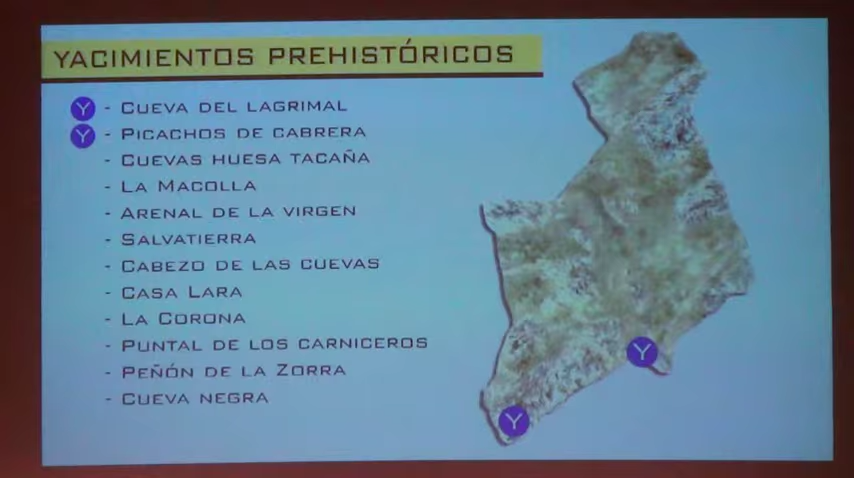 YACIMIENTOS PREHISTÓRICOS
Y - CUEVA DEL LAGRIMAL
Y - PICACHOS DE CABRERA
- CUEVAS HUESA TACAÑA
- LA MACOLLA
- ARENAL DE LA VIRGEN
- SALVATIERRA
- CABEZO DE LAS CUEVAS
- CASA LARA
- LA CORONA
- PUNTAL DE LOS CARNICEROS
- PEÑÓN DE LA ZORRA
- CUEVA NEGRA
Y
Y